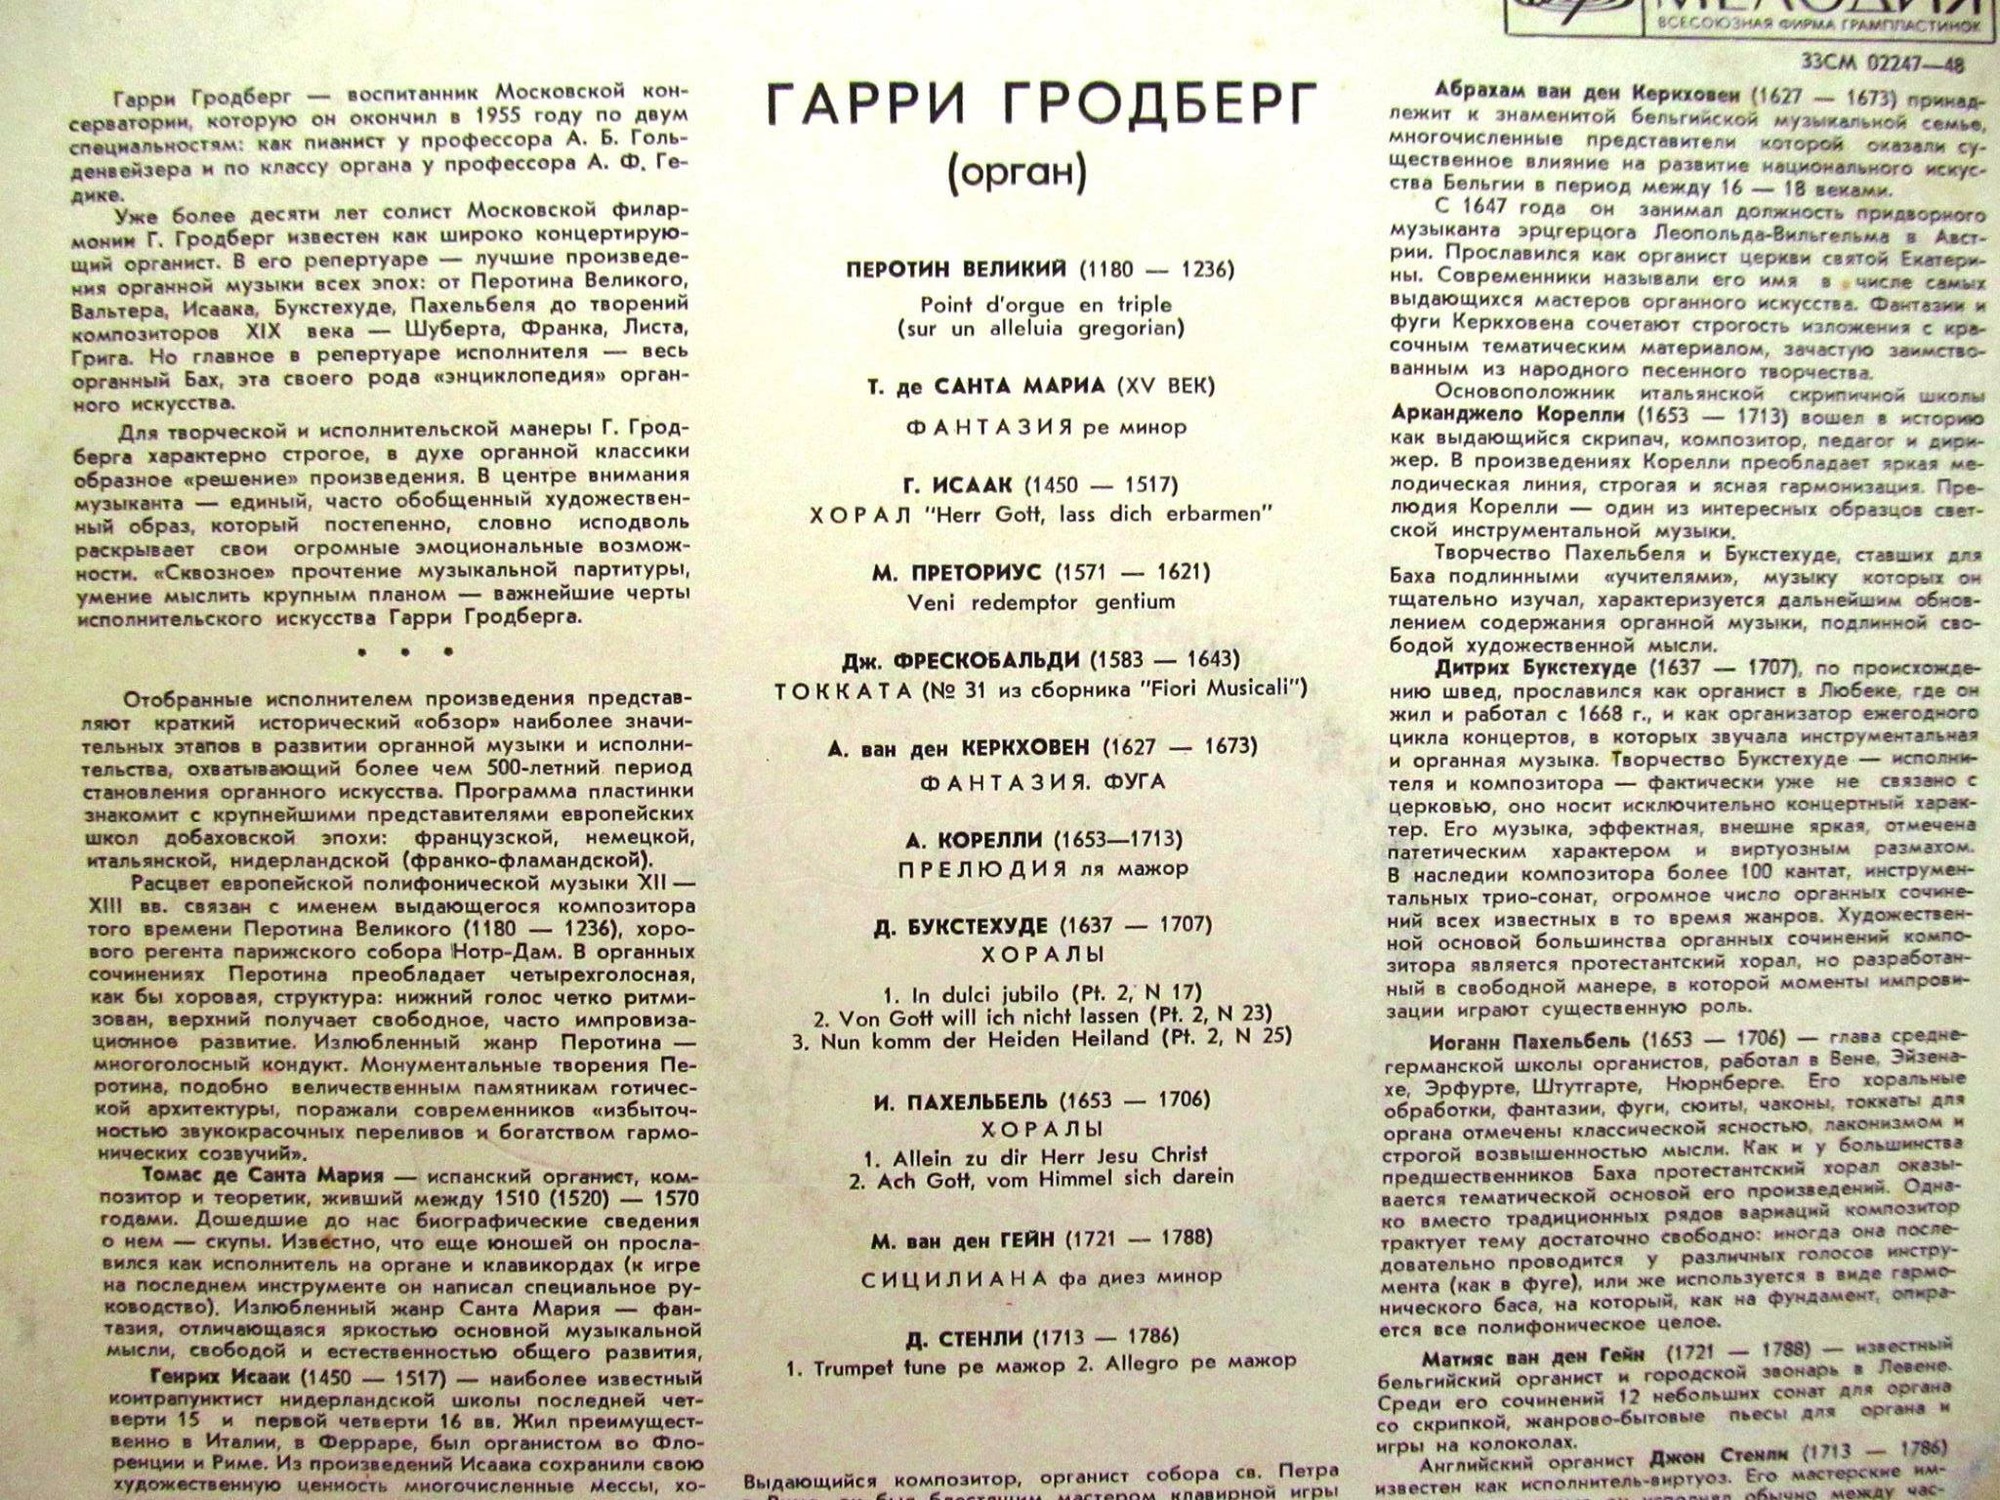 МЕЛОДИЯ
ВСЕСОЮЗНАЯ ФИРМА ГРАМПЛАСТИНОК
33СМ 02247—48
Гарри Гродберг — воспитанник Московской кон-
серватории, которую он окончил в 1955 году по двум
специальностям: как пианист у профессора А. Б. Голь-
денвейзера и по классу органа у профессора А. Ф. Ге-
дике.
Уже более десяти лет солист Московской филар-
монии Г. Гродберг известен как широко концертирую-
щий органист. В его репертуаре — лучшие произведе-
ния органной музыки всех эпох: от Перотина Великого,
Вальтера, Исаака, Букстехуде, Пахельбеля до творений
композиторов XIX века — Шуберта, Франка, Листа,
Грига. Но главное в репертуаре исполнителя — весь
органный Бах, эта своего рода «энциклопедия» орган-
ного искусства.
Для творческой и исполнительской манеры Г. Грод-
берга характерно строгое, в духе органной классики
образное «решение» произведения. В центре внимания
музыканта — единый, часто обобщенный художествен-
ный образ, который постепенно, словно исподволь
раскрывает свои огромные эмоциональные возмож-
ности. «Сквозное» прочтение музыкальной партитуры,
умение мыслить крупным планом — важнейшие черты
исполнительского искусства Гарри Гродберга.
• • •
Отобранные исполнителем произведения представ-
ляют краткий исторический «обзор» наиболее значи-
тельных этапов в развитии органной музыки и исполни-
тельства, охватывающий более чем 500-летний период
становления органного искусства. Программа пластинки
знакомит с крупнейшими представителями европейских
школ добаховской эпохи: французской, немецкой,
итальянской, нидерландской (франко-фламандской).
Расцвет европейской полифонической музыки XII —
XIII вв. связан с именем выдающегося композитора
того времени Перотина Великого (1180 — 1236), хоро-
вого регента парижского собора Нотр-Дам. В органных
сочинениях Перотина преобладает четырехголосная,
как бы хоровая, структура: нижний голос четко ритми-
зован, верхний получает свободное, часто импровиза-
ционное развитие. Излюбленный жанр Перотина —
многоголосный кондукт. Монументальные творения Пе-
ротина, подобно величественным памятникам готичес-
кой архитектуры, поражали современников «избыточ-
ностью звукокрасочных переливов и богатством гармо-
нических созвучий».
Томас де Санта Мария — испанский органист, ком-
позитор и теоретик, живший между 1510 (1520) — 1570
годами. Дошедшие до нас биографические сведения
о нем — скупы. Известно, что еще юношей он просла-
вился как исполнитель на органе и клавикордах (к игре
на последнем инструменте он написал специальное ру-
ководство). Излюбленный жанр Санта Мария — фан-
тазия, отличающаяся яркостью основной музыкальной
мысли, свободой и естественностью общего развития,
Генрих Исаак (1450 — 1517) — наиболее известный
контрапунктист нидерландской школы последней чет-
верти 15 и первой четверти 16 вв. Жил преимущест-
венно в Италии, в Ферраре, был органистом во Фло-
ренции и Риме. Из произведений Исаака сохранили свою
художественную ценность многочисленные мессы, хо-
ГАРРИ ГРОДБЕРГ
(орган)
ПЕРОТИН ВЕЛИКИЙ (1180 — 1236)
Point d'orgue en triple
(sur un alleluia gregorian)
Т. де САНТА МАРИА (XV ВЕК)
ФАНТАЗИЯ ре минор
Г. ИСААК (1450 — 1517)
ХОРАЛ "Herr Gott, lass dich erbarmen"
М. ПРЕТОРИУС (1571 — 1621)
Veni redemptor gentium
Дж. ФРЕСКОБАЛЬДИ (1583 — 1643)
ТОККАТА (№ 31 из сборника "Fiori Musicali")
А. ван ден КЕРКХОВЕН (1627 — 1673)
ФАНТАЗИЯ. ФУГА
А. КОРЕЛЛИ (1653—1713)
ПРЕЛЮДИЯ ля мажор
Д. БУКСТЕХУДЕ (1637 — 1707)
ХОРАЛЫ
1. In dulci jubilo (Pt. 2, N 17)
2. Von Gott will ich nicht lassen (Pt. 2, N 23)
3. Nun komm der Heiden Heiland (Pt. 2, N 25)
И. ПАХЕЛЬБЕЛЬ (1653 — 1706)
ХОРАЛЫ
1. Allein zu dir Herr Jesu Christ
2. Ach Gott, vom Himmel sich darein
М. ван ден ГЕЙН (1721 — 1788)
СИЦИЛИАНА фа диез минор
Д. СТЕНЛИ (1713 — 1786)
1. Trumpet tune ре мажор 2. Allegro ре мажор
Выдающийся композитор, органист собора св. Петра
он был блестящим мастером клавирной игры
Абрахам ван ден Керкховен (1627 — 1673) принад-
лежит к знаменитой бельгийской музыкальной семье,
многочисленные представители которой оказали су-
щественное влияние на развитие национального искус-
ства Бельгии в период между 16 — 18 веками.
С 1647 года он занимал должность придворного
музыканта эрцгерцога Леопольда-Вильгельма в Авст-
рии. Прославился как органист церкви святой Екатери-
ны. Современники называли его имя в числе самых
выдающихся мастеров органного искусства. Фантазии и
фуги Керкховена сочетают строгость изложения с кра-
сочным тематическим материалом, зачастую заимство-
ванным из народного песенного творчества.
Основоположник итальянской скрипичной школы
Арканджело Корелли (1653 — 1713) вошел в историю
как выдающийся скрипач, композитор, педагог и дири-
жер. В произведениях Корелли преобладает яркая ме-
лодическая линия, строгая и ясная гармонизация. Пре-
людия Корелли — один из интересных образцов свет-
ской инструментальной музыки.
Творчество Пахельбеля и Букстехуде, ставших для
Баха подлинными «учителями», музыку которых он
тщательно изучал, характеризуется дальнейшим обнов-
лением содержания органной музыки, подлинной сво-
бодой художественной мысли.
Дитрих Букстехуде (1637 — 1707), по происхожде-
нию швед, прославился как органист в Любеке, где он
жил и работал с 1668 г., и как организатор ежегодного
цикла концертов, в которых звучала инструментальная
и органная музыка. Творчество Букстехуде — исполни-
теля и композитора — фактически уже не связано с
церковью, оно носит исключительно концертный харак-
тер. Его музыка, эффектная, внешне яркая, отмечена
патетическим характером и виртуозным размахом.
В наследии композитора более 100 кантат, инструмен-
тальных трио-сонат, огромное число органных сочине-
ний всех известных в то время жанров. Художествен-
ной основой большинства органных сочинений компо-
зитора является протестантский хорал, но разработан-
ный в свободной манере, в которой моменты импрови-
зации играют существенную роль.
Иоганн Пахельбель (1653 — 1706) — глава средне-
германской школы органистов, работал в Вене, Эйзена-
хе, Эрфурте, Штутгарте, Нюрнберге. Его хоральные
обработки, фантазии, фуги, сюиты, чаконы, токкаты для
органа отмечены классической ясностью, лаконизмом и
строгой возвышенностью мысли. Как и у большинства
предшественников Баха протестантский хорал оказы-
вается тематической основой его произведений. Одна-
ко вместо традиционных рядов вариаций композитор
трактует тему достаточно свободно: иногда она после-
довательно проводится у различных голосов инстру-
мента (как в фуге), или же используется в виде гармо-
нического баса, на который, как на фундамент, опира-
ется все полифоническое целое.
Матияс ван ден Гейн (1721 — 1788) — известный
бельгийский органист и городской звонарь в Левене.
Среди его сочинений 12 небольших сонат для органа
со скрипкой, жанрово-бытовые пьесы для органа и
игры на колоколах.
Английский органист Джон Стенли (1713 — 1786)
известен как исполнитель-виртуоз. Его мастерские им-
исполнял обычно между час-